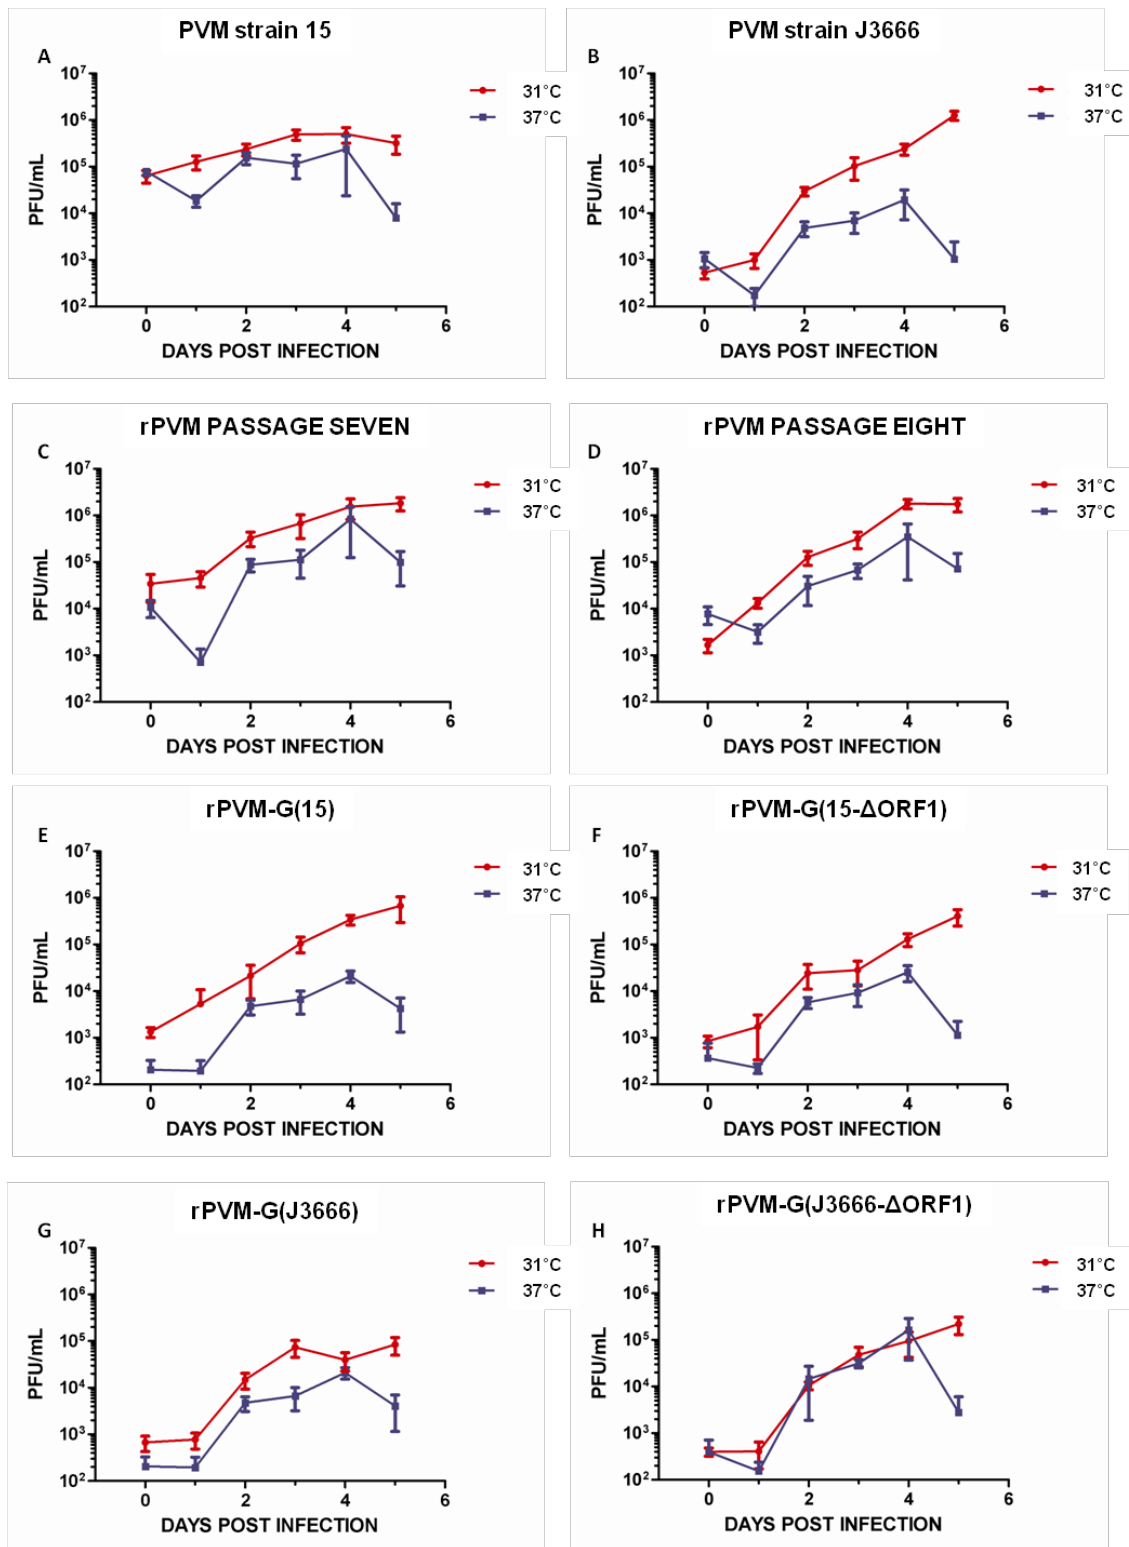 PVM strain 15
A
10⁷
10⁶
10⁵
10⁴
10³
10²
PFU/mL
31°C
37°C
0 2 4 6
DAYS POST INFECTION
PVM strain J3666
B
10⁷
10⁶
10⁵
10⁴
10³
10²
PFU/mL
31°C
37°C
0 2 4 6
DAYS POST INFECTION
rPVM PASSAGE SEVEN
C
10⁷
10⁶
10⁵
10⁴
10³
10²
PFU/mL
31°C
37°C
0 2 4 6
DAYS POST INFECTION
rPVM PASSAGE EIGHT
D
10⁷
10⁶
10⁵
10⁴
10³
10²
PFU/mL
31°C
37°C
0 2 4 6
DAYS POST INFECTION
rPVM-G(15)
E
10⁷
10⁶
10⁵
10⁴
10³
10²
PFU/mL
31°C
37°C
0 2 4 6
DAYS POST INFECTION
rPVM-G(15-ΔORF1)
F
10⁷
10⁶
10⁵
10⁴
10³
10²
PFU/mL
31°C
37°C
0 2 4 6
DAYS POST INFECTION
rPVM-G(J3666)
G
10⁷
10⁶
10⁵
10⁴
10³
10²
PFU/mL
31°C
37°C
0 2 4 6
DAYS POST INFECTION
rPVM-G(J3666-ΔORF1)
H
10⁷
10⁶
10⁵
10⁴
10³
10²
PFU/mL
31°C
37°C
0 2 4 6
DAYS POST INFECTION